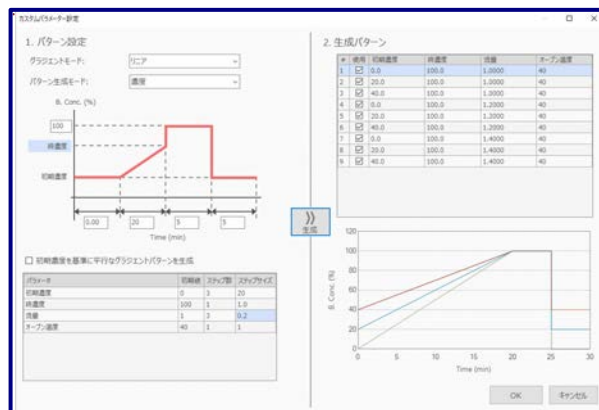 カスタムパラメーター設定
1. パターン設定
グラジエントモード: リニア
パターン生成モード: 濃度
B. Conc. (%)
100
終濃度
初期濃度
0.00 20 5 5
Time (min)
初期濃度を基準に平行なグラジエントパターンを生成
パラメータ 初期値 ステップ数 ステップサイズ
初期濃度 0 3 20
終濃度 100 1 1.0
流量 1 3 0.2
オーブン温度 40 1 1
生成
2. 生成パターン
# 使用 初期濃度 終濃度 流量 オーブン温度
1 0.0 100.0 1.0000 40
2 20.0 100.0 1.0000 40
3 40.0 100.0 1.0000 40
4 0.0 100.0 1.2000 40
5 20.0 100.0 1.2000 40
6 40.0 100.0 1.2000 40
7 0.0 100.0 1.4000 40
8 20.0 100.0 1.4000 40
9 40.0 100.0 1.4000 40
120
100
80
60
40
20
0
B. Conc. (%)
0 5 10 15 20 25 30
Time (min)
OK キャンセル